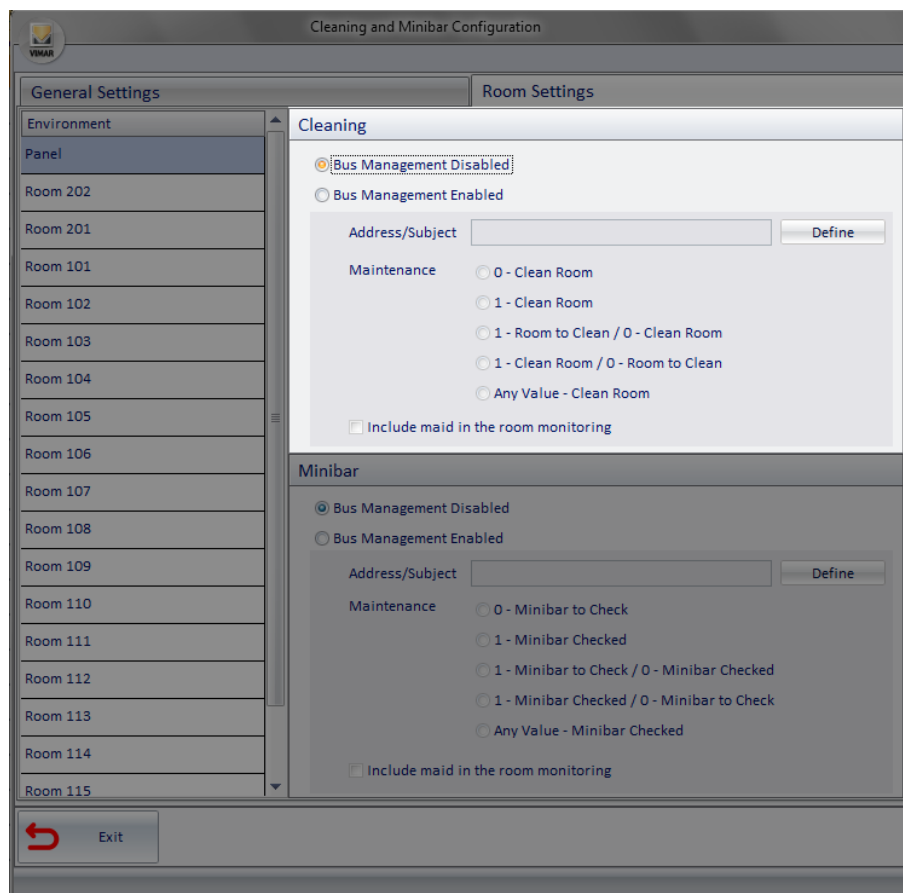 Cleaning and Minibar Configuration
VIMAR
General Settings
Room Settings
Environment
Panel
Room 202
Room 201
Room 101
Room 102
Room 103
Room 104
Room 105
Room 106
Room 107
Room 108
Room 109
Room 110
Room 111
Room 112
Room 113
Room 114
Room 115
Cleaning
Bus Management Disabled
Bus Management Enabled
Address/Subject Define
Maintenance 0 - Clean Room
1 - Clean Room
1 - Room to Clean / 0 - Clean Room
1 - Clean Room / 0 - Room to Clean
Any Value - Clean Room
Include maid in the room monitoring
Minibar
Bus Management Disabled
Bus Management Enabled
Address/Subject Define
Maintenance 0 - Minibar to Check
1 - Minibar Checked
1 - Minibar to Check / 0 - Minibar Checked
1 - Minibar Checked / 0 - Minibar to Check
Any Value - Minibar Checked
Include maid in the room monitoring
Exit